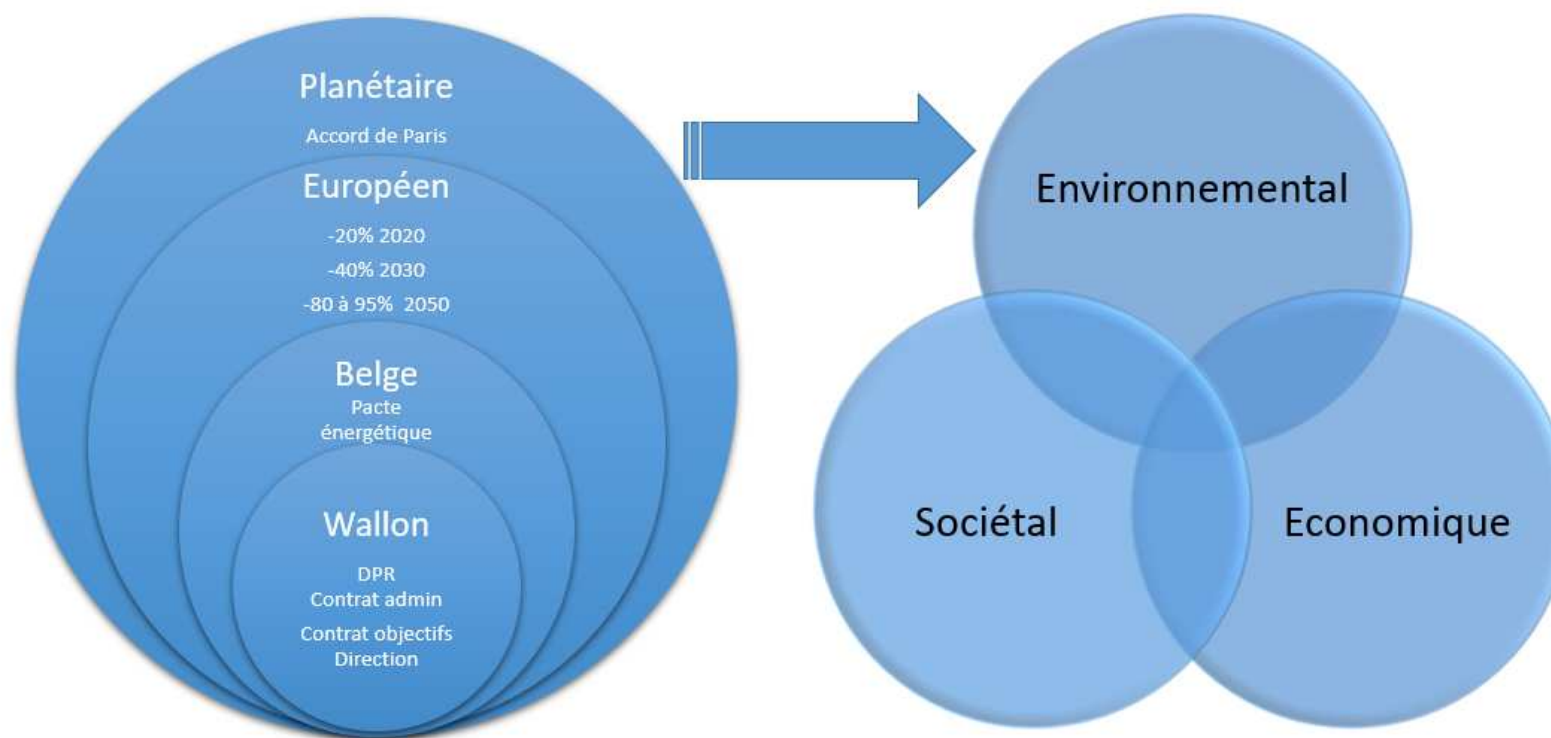 Planétaire
Accord de Paris
Européen
-20% 2020
-40% 2030
-80 à 95% 2050
Belge
Pacte
énergétique
Wallon
DPR
Contrat admin
Contrat objectifs
Direction
Environnemental
Sociétal
Economique